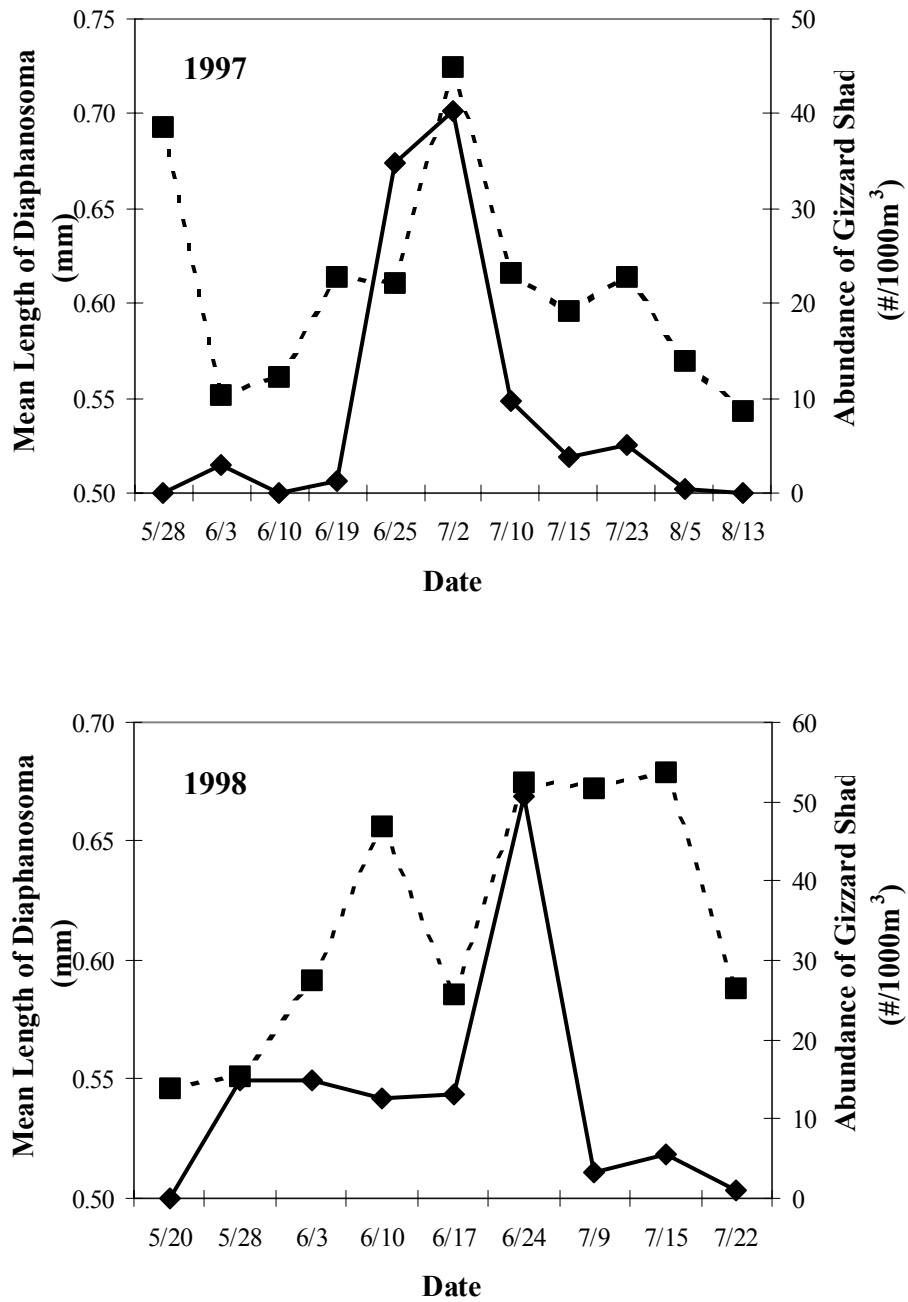 1997
0.75
0.70
0.65
0.60
0.55
0.50
Mean Length of Diaphanosoma
(mm)
50
40
30
20
10
0
Abundance of Gizzard Shad
(#/1000m³)
5/28 6/3 6/10 6/19 6/25 7/2 7/10 7/15 7/23 8/5 8/13
Date
1998
0.70
0.65
0.60
0.55
0.50
Mean Length of Diaphanosoma
(mm)
60
50
40
30
20
10
0
Abundance of Gizzard Shad
(#/1000m³)
5/20 5/28 6/3 6/10 6/17 6/24 7/9 7/15 7/22
Date